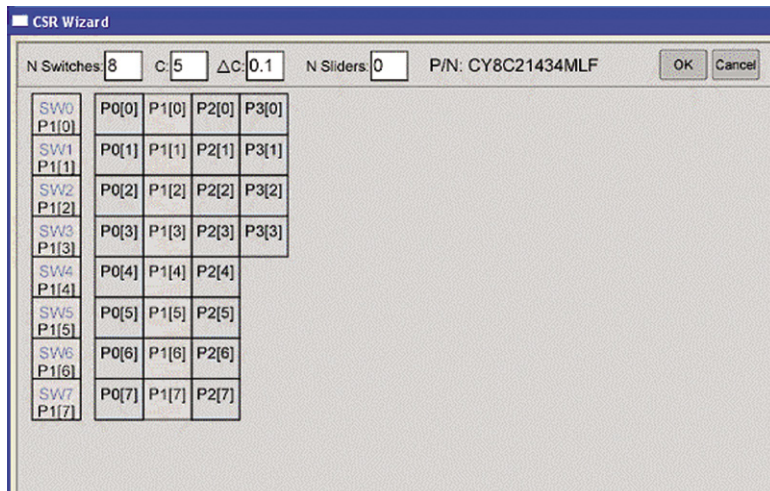 CSR Wizard
N Switches: 8 C: 5 △C: 0.1 N Sliders: 0 P/N: CY8C21434MLF OK Cancel
SW0 P0[0] P1[0] P2[0] P3[0]
P1[0]
SW1 P0[1] P1[1] P2[1] P3[1]
P1[1]
SW2 P0[2] P1[2] P2[2] P3[2]
P1[2]
SW3 P0[3] P1[3] P2[3] P3[3]
P1[3]
SW4 P0[4] P1[4] P2[4]
P1[4]
SW5 P0[5] P1[5] P2[5]
P1[5]
SW6 P0[6] P1[6] P2[6]
P1[6]
SW7 P0[7] P1[7] P2[7]
P1[7]